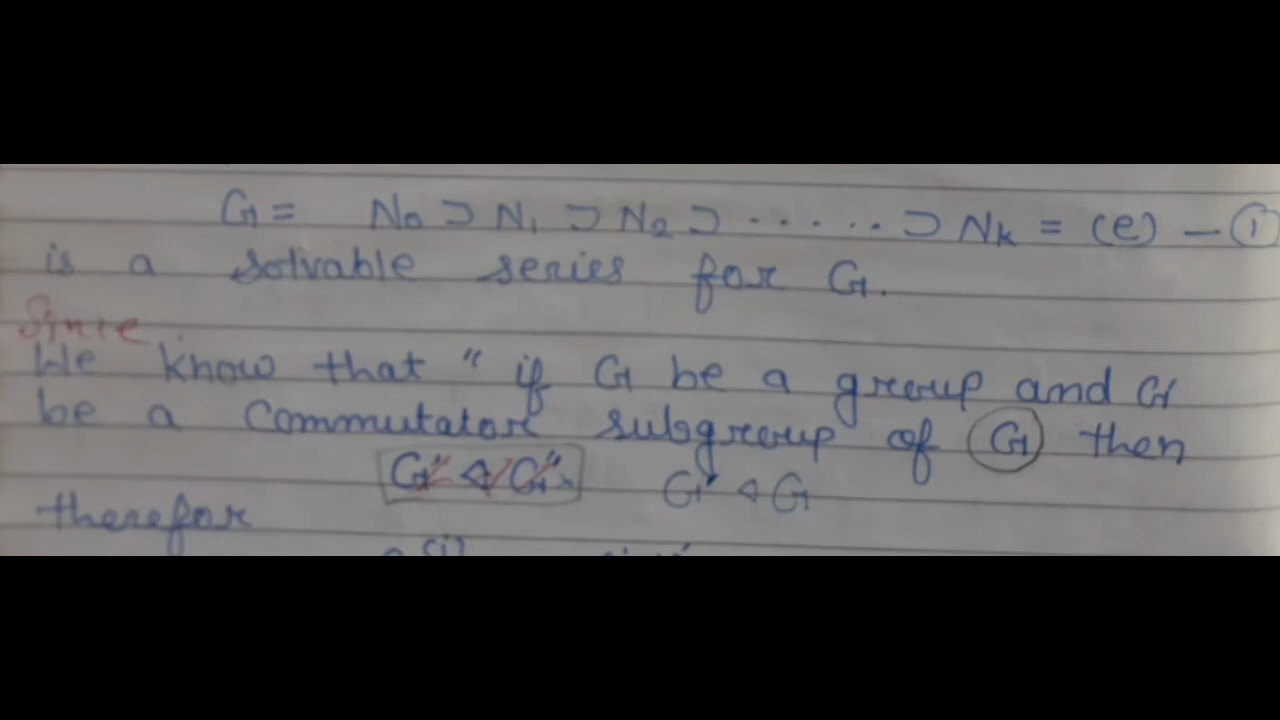 G = N₀ ⊃ N₁ ⊃ N₂ ⊃ ...... ⊃ Nₖ = (e) — ①
is a solvable series for G.
Since
We know that " if G be a group and G'
be a commutator subgroup of G then
G' ⊲ G
therefor